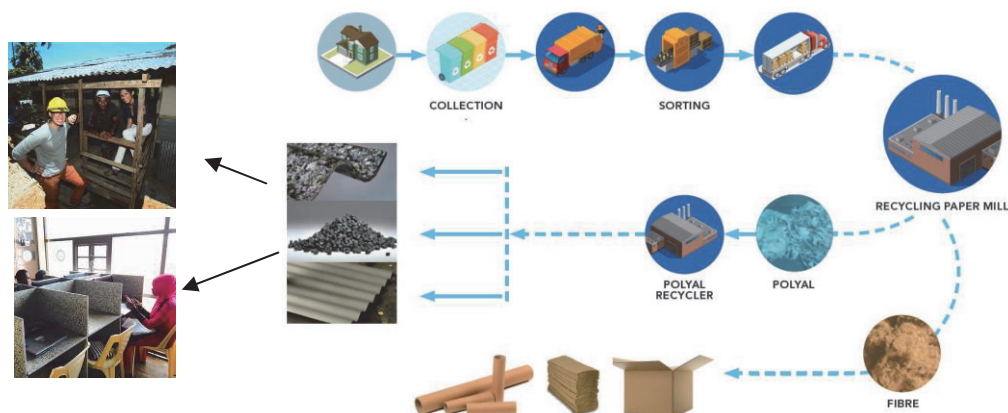 COLLECTION
SORTING
RECYCLING PAPER MILL
POLYAL
RECYCLER
POLYAL
FIBRE